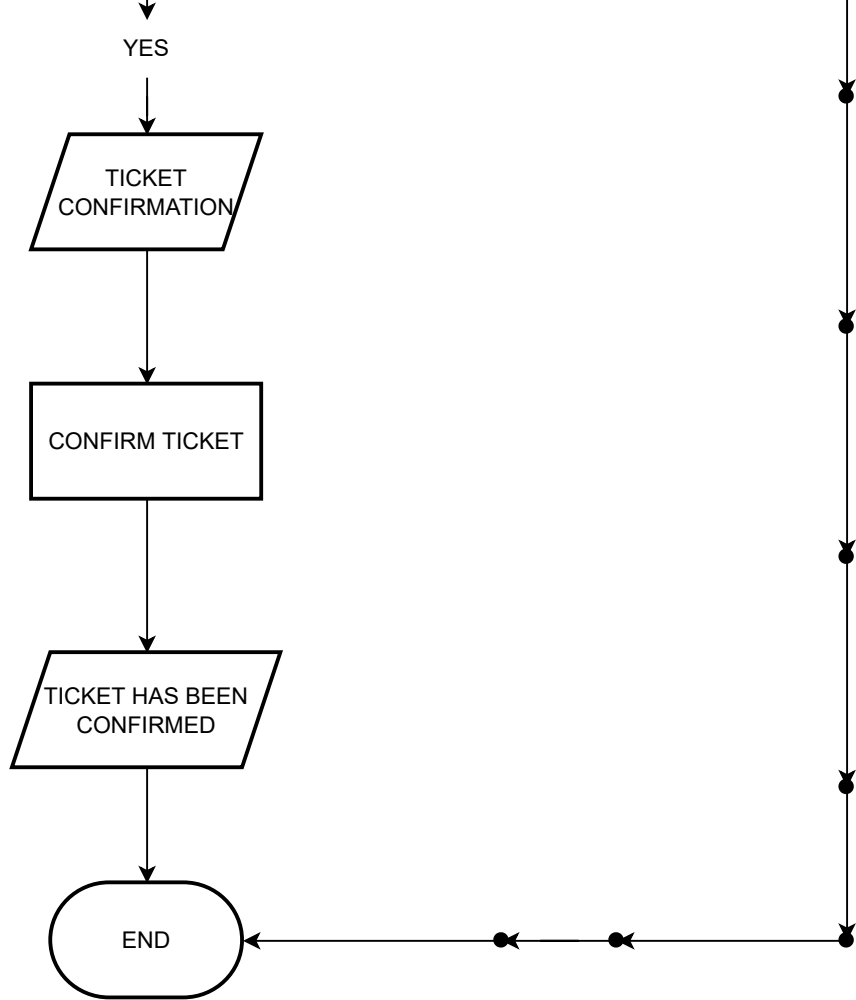 YES
TICKET
CONFIRMATION
CONFIRM TICKET
TICKET HAS BEEN
CONFIRMED
END